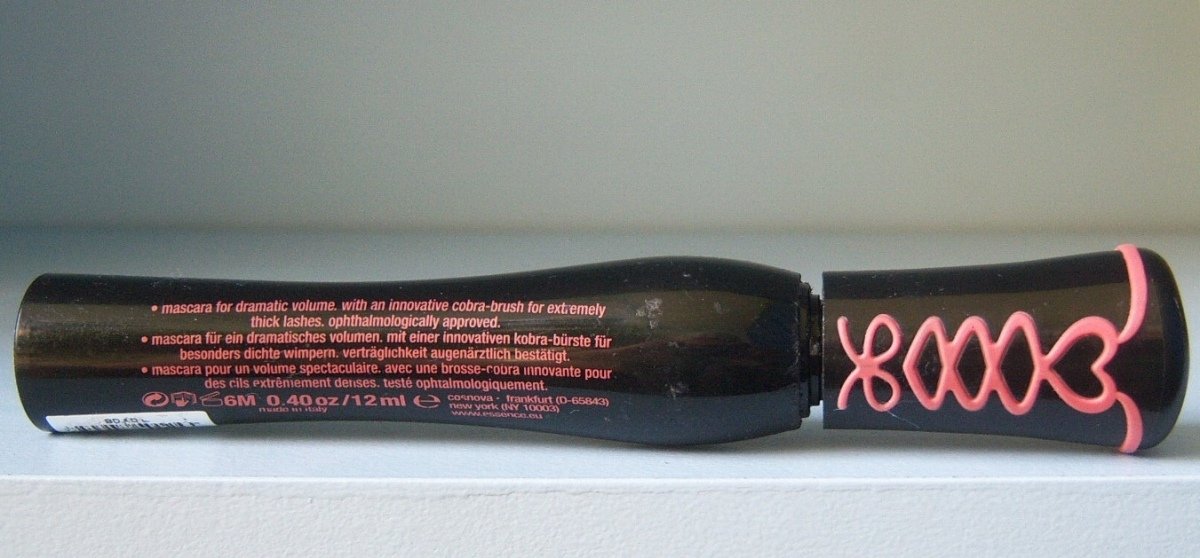 • mascara for dramatic volume. with an innovative cobra-brush for extremely
thick lashes. ophthalmologically approved.
• mascara für ein dramatisches volumen. mit einer innovativen kobra-bürste für
besonders dichte wimpern. verträglichkeit augenärztlich bestätigt.
• mascara pour un volume spectaculaire. avec une brosse-cobra innovante pour
des cils extrêmement denses. testé ophtalmologiquement.
6M 0.40 oz/12 ml ℮ cosnova · frankfurt (D-65843)
made in italy new york (NY 10003)
www.essence.eu